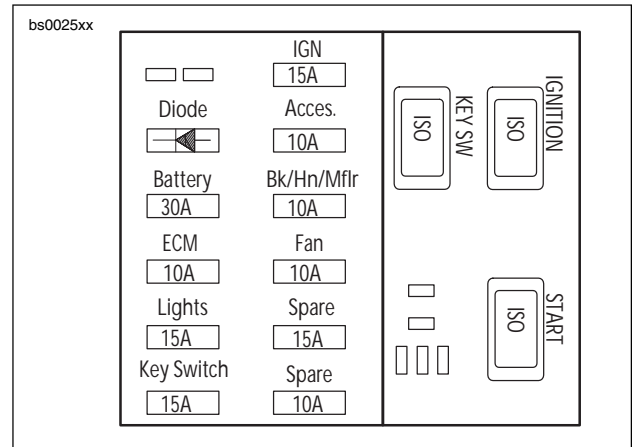 bs0025xx
IGN
15A
Diode
Acces.
10A
Battery
Bk/Hn/Mflr
30A
10A
ECM
Fan
10A
10A
Lights
Spare
15A
15A
Key Switch
Spare
15A
10A
ISO
KEY SW
ISO
IGNITION
ISO
START